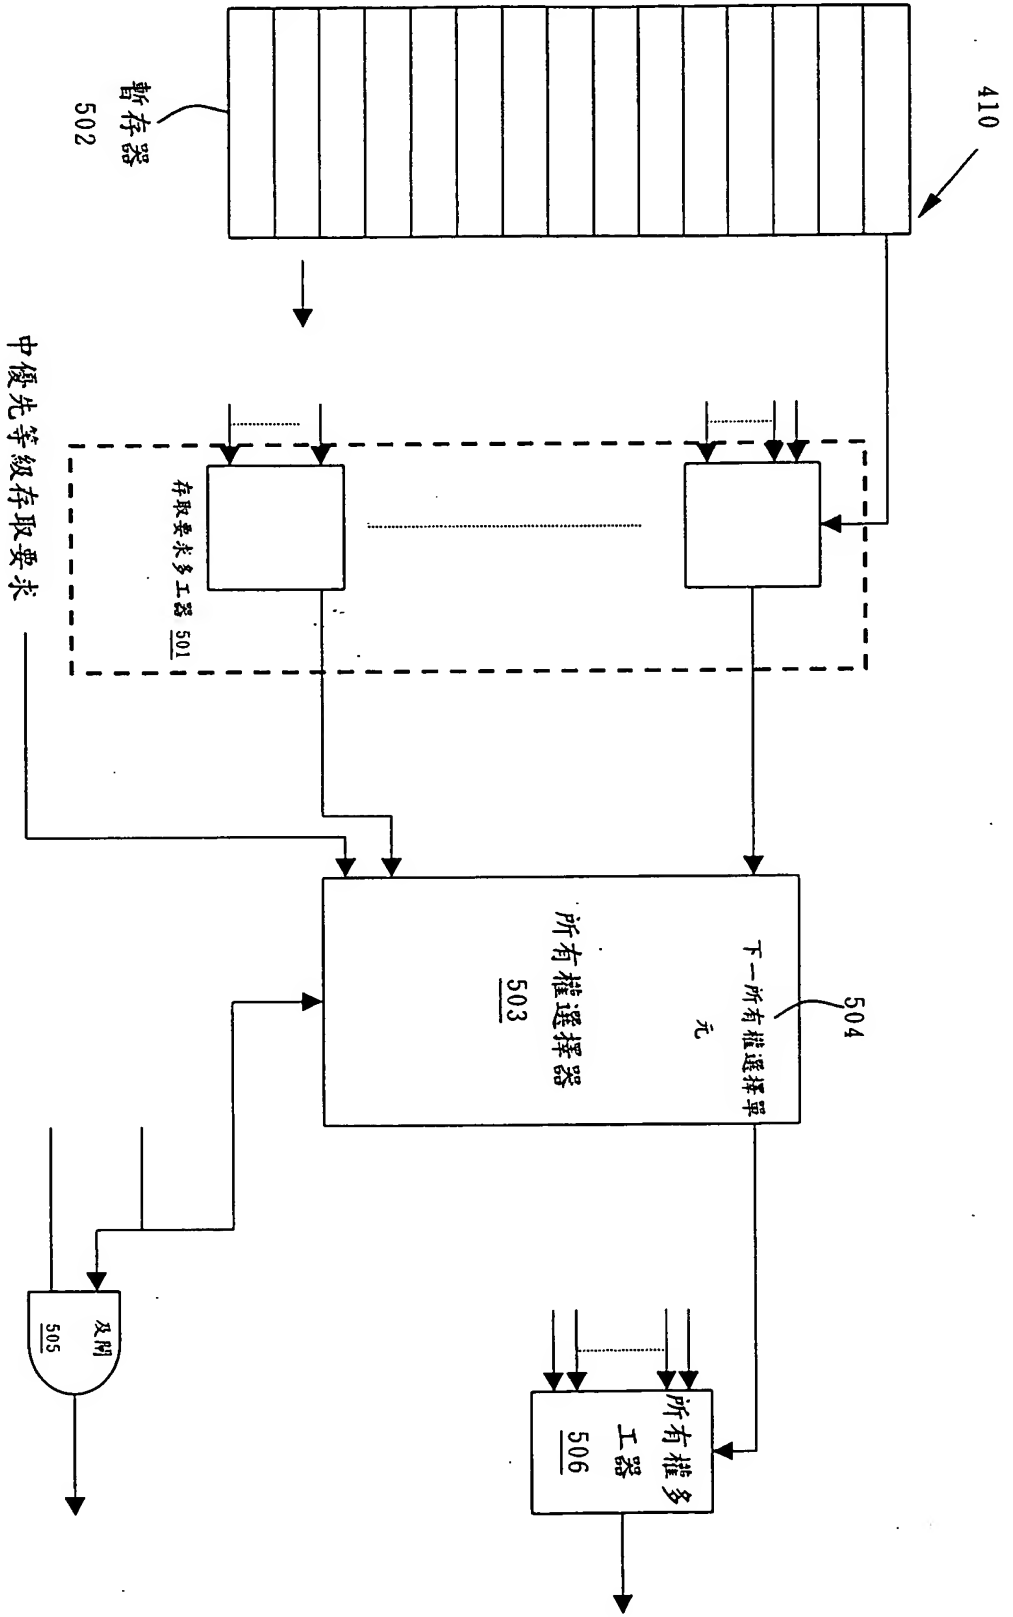 410
暫存器
502
存取要求多工器 501
中優先等級存取要求
504
下一所有權選擇單
元
所有權選擇器
503
所有權多
工器
506
及閘
505